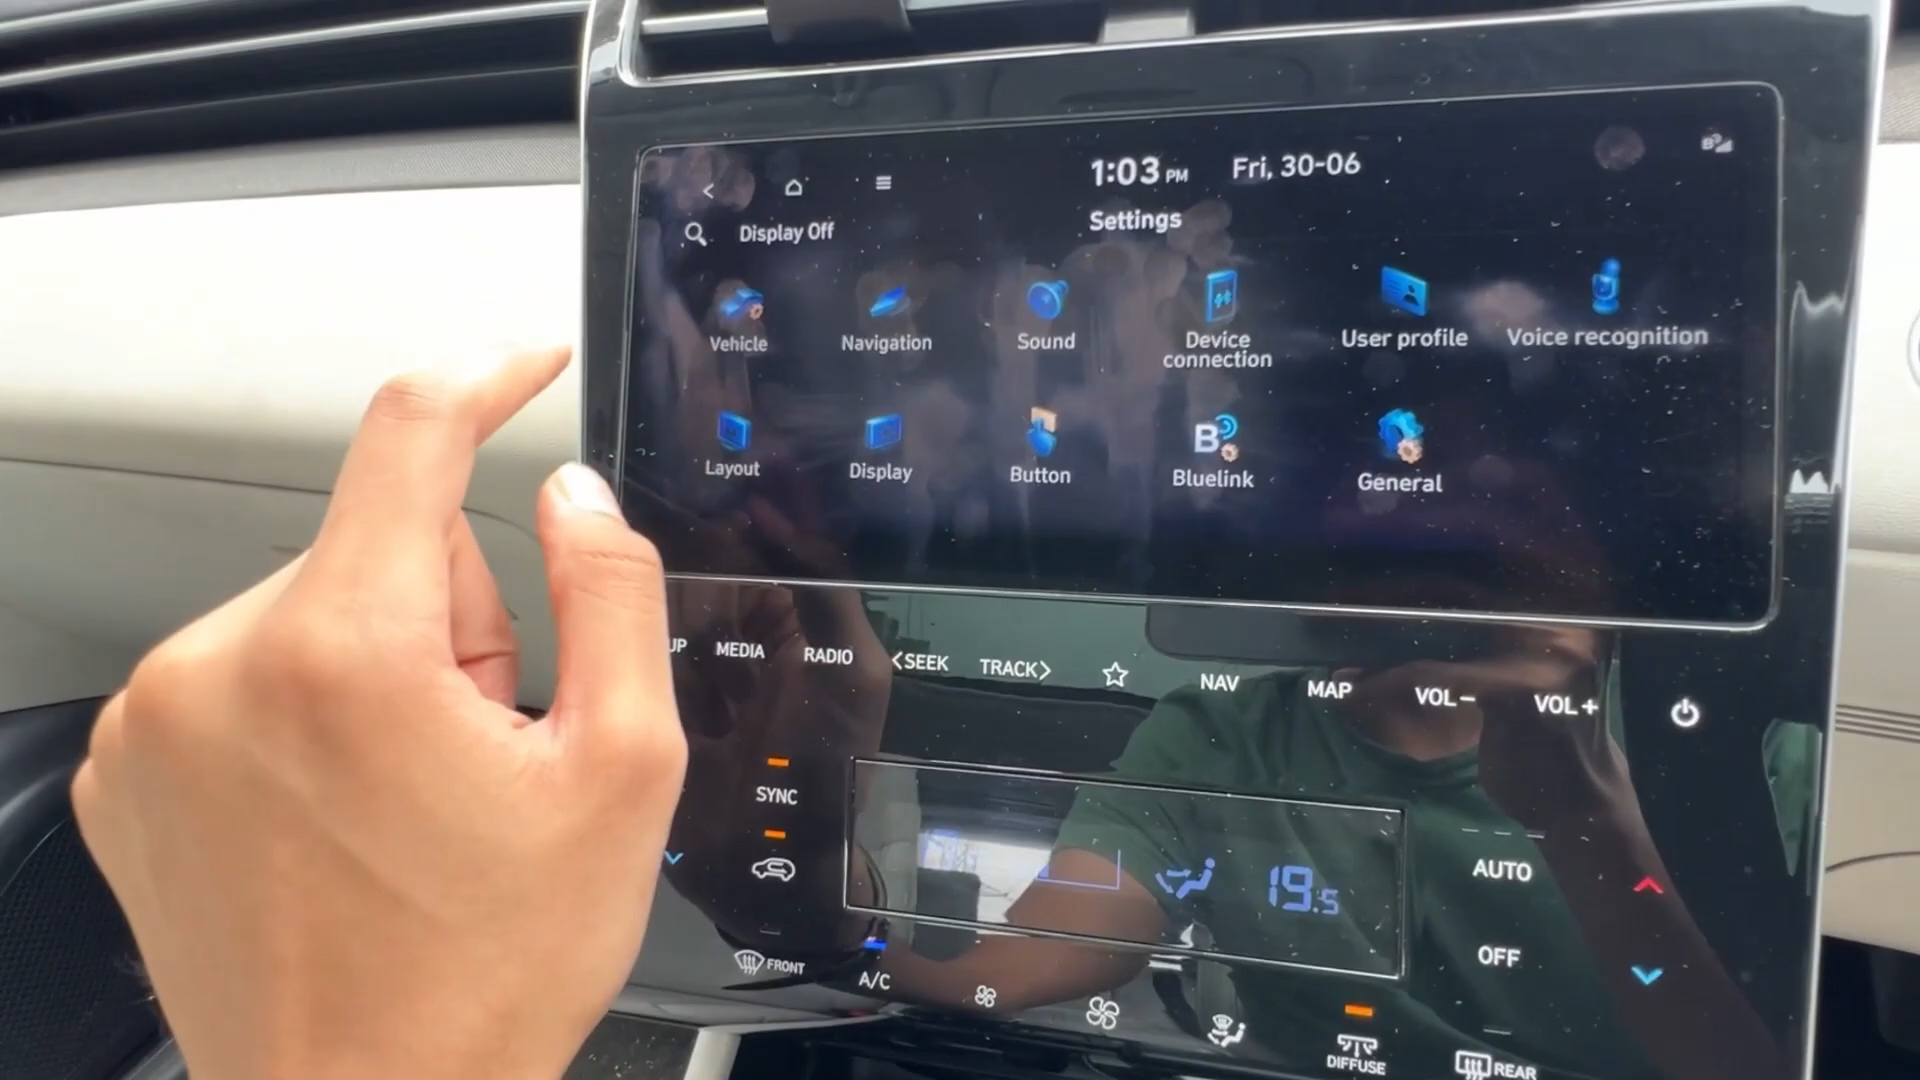 1:03 PM Fri, 30-06
Display Off
Settings
Vehicle
Navigation
Sound
Device
connection
User profile
Voice recognition
Layout
Display
Button
B
Bluelink
General
UP MEDIA RADIO <SEEK TRACK> NAV MAP VOL− VOL+
SYNC
19.5
AUTO
OFF
FRONT
A/C
DIFFUSE
REAR